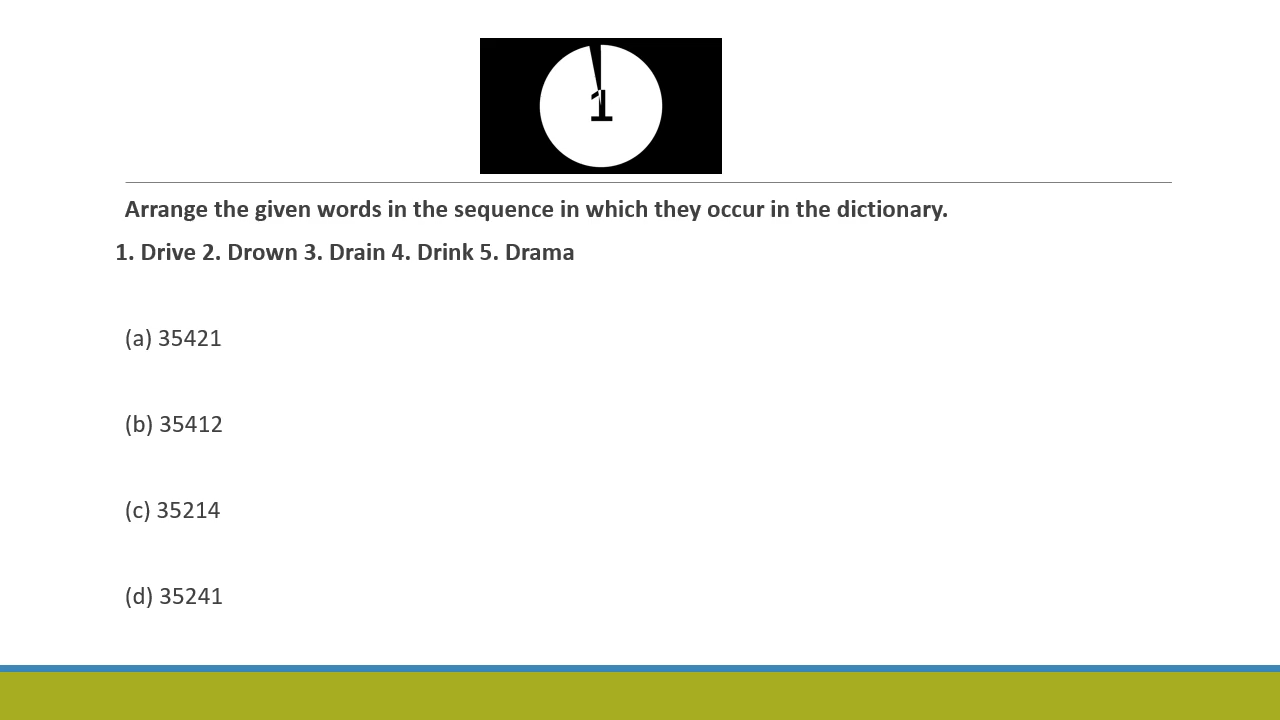 1
Arrange the given words in the sequence in which they occur in the dictionary.
1. Drive 2. Drown 3. Drain 4. Drink 5. Drama
(a) 35421
(b) 35412
(c) 35214
(d) 35241